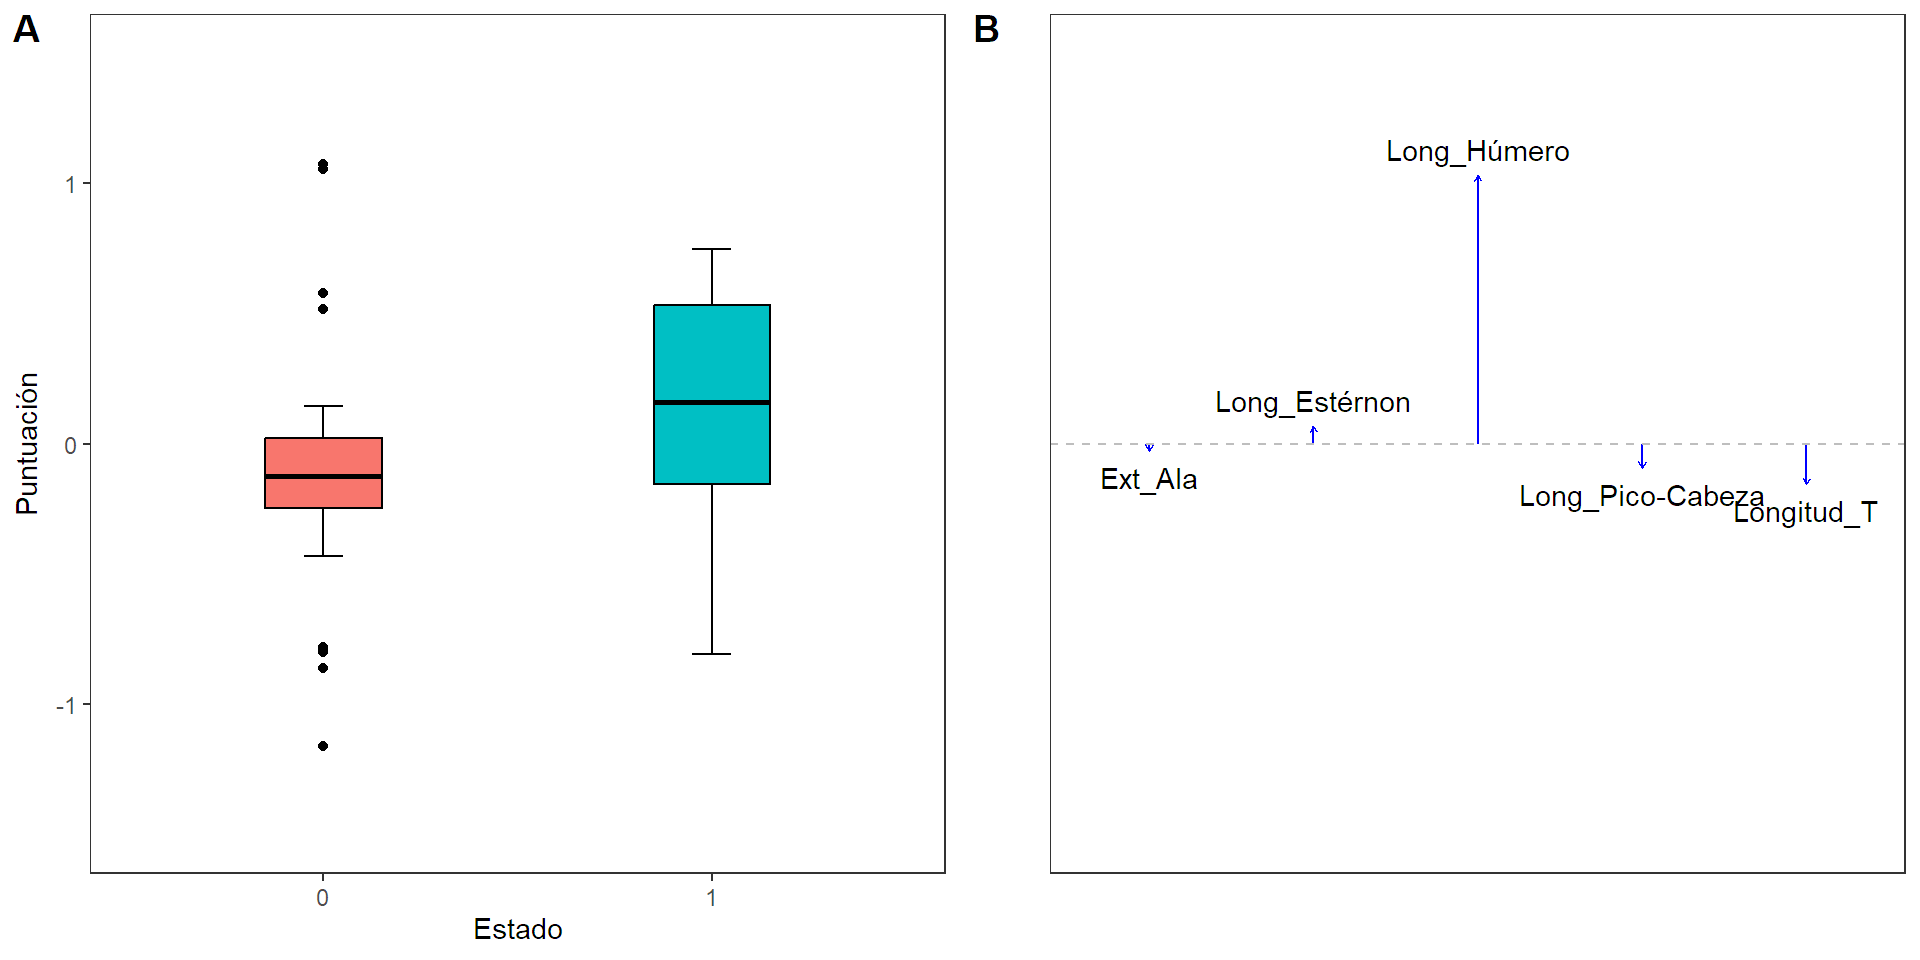 A
Puntuación
1
0
-1
0
1
Estado
B
Long_Húmero
Long_Estérnon
Ext_Ala
Long_Pico-Cabeza
Longitud_T